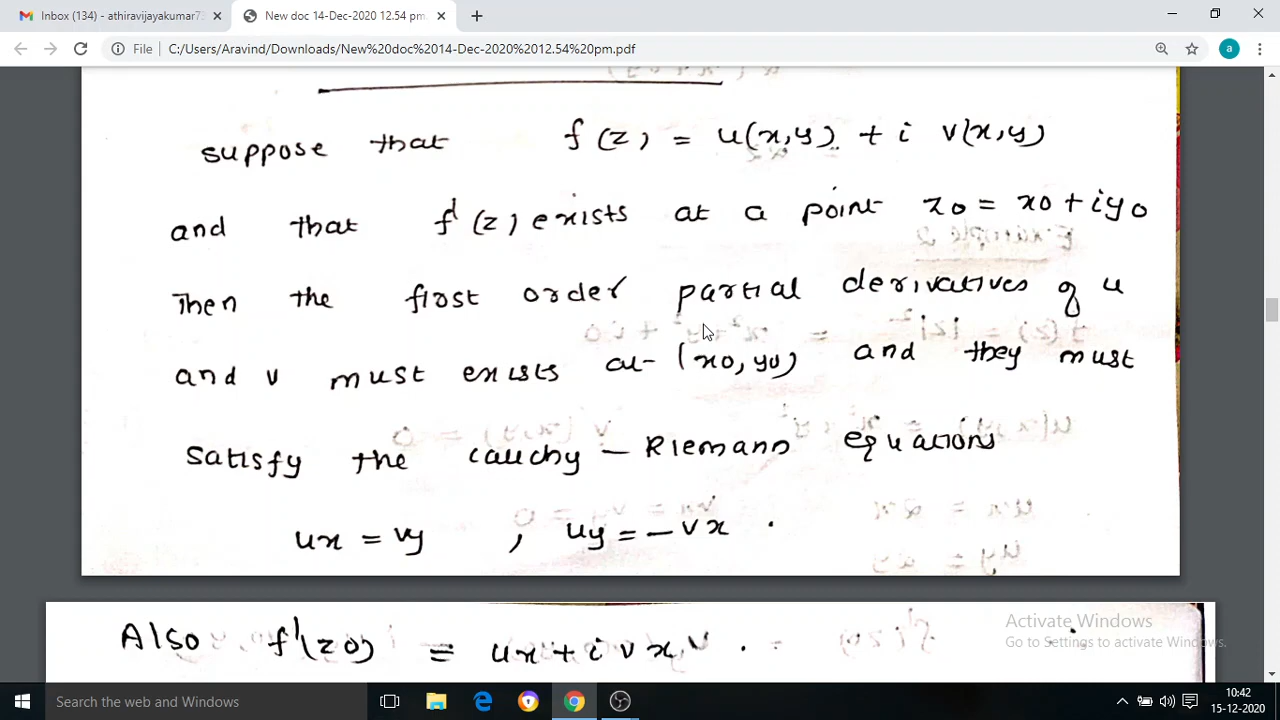 Inbox (134) - athiravijayakumar7
New doc 14-Dec-2020 12.54 pm.
File | C:/Users/Aravind/Downloads/New%20doc%2014-Dec-2020%2012.54%20pm.pdf
a
suppose that f(z) = u(x,y) + i v(x,y)
and that f'(z) exists at a point z0 = x0 + iy0
Then the first order partial derivatives of u
and v must exists at (x0, y0) and they must
satisfy the cauchy - Riemann equations
ux = vy , uy = -vx .
Also f'(z0) = ux + i vx .
Activate Windows
Go to Settings to activate Windows.
Search the web and Windows
10:42
15-12-2020